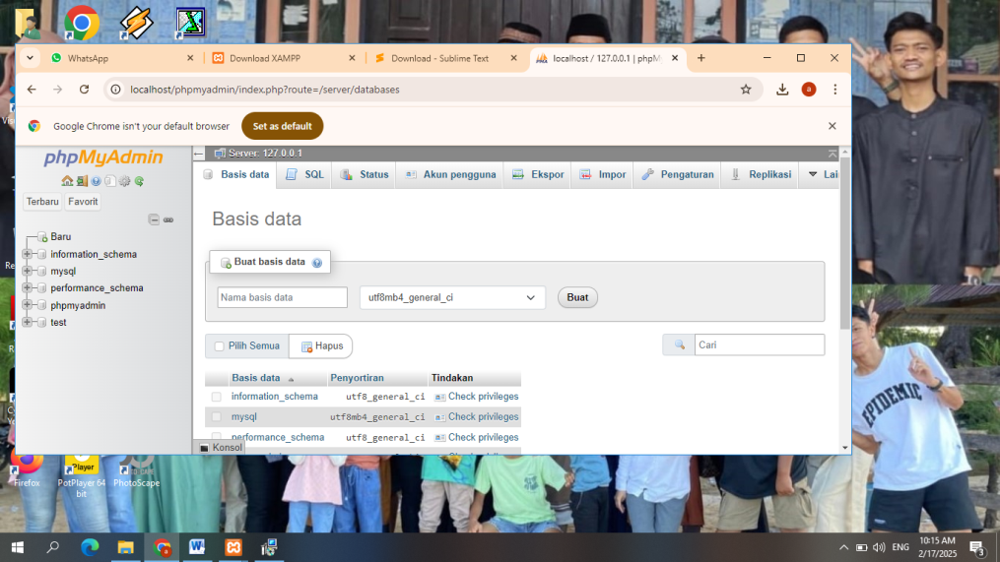 WhatsApp
Download XAMPP
Download - Sublime Text
localhost / 127.0.0.1 | phpM
localhost/phpmyadmin/index.php?route=/server/databases
a
Google Chrome isn't your default browser
Set as default
phpMyAdmin
Terbaru
Favorit
Baru
information_schema
mysql
performance_schema
phpmyadmin
test
Server: 127.0.0.1
Basis data
SQL
Status
Akun pengguna
Ekspor
Impor
Pengaturan
Replikasi
Basis data
Buat basis data
Nama basis data
utf8mb4_general_ci
Buat
Pilih Semua
Hapus
Cari
Basis data
Penyortiran
Tindakan
information_schema
utf8_general_ci
Check privileges
mysql
utf8mb4_general_ci
Check privileges
performance_schema
utf8_general_ci
Check privileges
Konsol
EPIDEMIC
Firefox
PotPlayer 64
bit
PhotoScape
Player
ENG
10:15 AM
2/17/2025
3